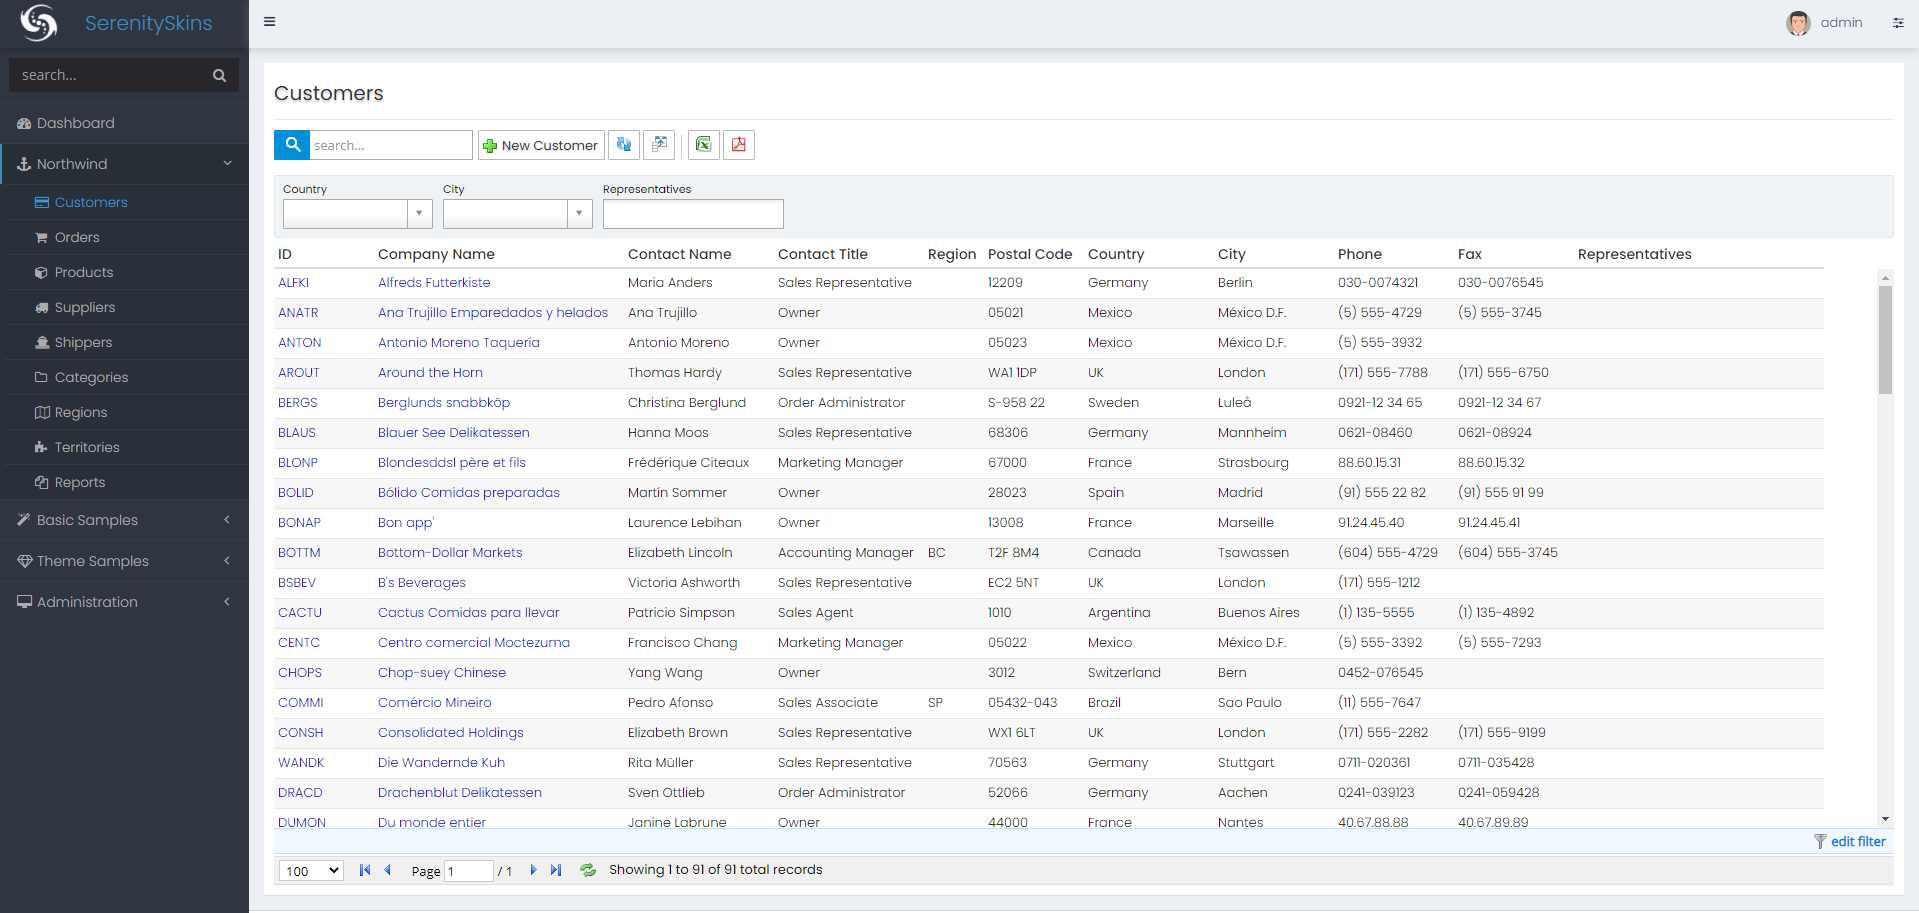 SerenitySkins
admin
search...
Dashboard
Northwind
Customers
Orders
Products
Suppliers
Shippers
Categories
Regions
Territories
Reports
Basic Samples
Theme Samples
Administration
Customers
search... New Customer
Country City Representatives
ID Company Name Contact Name Contact Title Region Postal Code Country City Phone Fax Representatives
ALFKI Alfreds Futterkiste Maria Anders Sales Representative 12209 Germany Berlin 030-0074321 030-0076545
ANATR Ana Trujillo Emparedados y helados Ana Trujillo Owner 05021 Mexico México D.F. (5) 555-4729 (5) 555-3745
ANTON Antonio Moreno Taquería Antonio Moreno Owner 05023 Mexico México D.F. (5) 555-3932
AROUT Around the Horn Thomas Hardy Sales Representative WA1 1DP UK London (171) 555-7788 (171) 555-6750
BERGS Berglunds snabbköp Christina Berglund Order Administrator S-958 22 Sweden Luleå 0921-12 34 65 0921-12 34 67
BLAUS Blauer See Delikatessen Hanna Moos Sales Representative 68306 Germany Mannheim 0621-08460 0621-08924
BLONP Blondesddsl père et fils Frédérique Citeaux Marketing Manager 67000 France Strasbourg 88.60.15.31 88.60.15.32
BOLID Bólido Comidas preparadas Martín Sommer Owner 28023 Spain Madrid (91) 555 22 82 (91) 555 91 99
BONAP Bon app' Laurence Lebihan Owner 13008 France Marseille 91.24.45.40 91.24.45.41
BOTTM Bottom-Dollar Markets Elizabeth Lincoln Accounting Manager BC T2F 8M4 Canada Tsawassen (604) 555-4729 (604) 555-3745
BSBEV B's Beverages Victoria Ashworth Sales Representative EC2 5NT UK London (171) 555-1212
CACTU Cactus Comidas para llevar Patricio Simpson Sales Agent 1010 Argentina Buenos Aires (1) 135-5555 (1) 135-4892
CENTC Centro comercial Moctezuma Francisco Chang Marketing Manager 05022 Mexico México D.F. (5) 555-3392 (5) 555-7293
CHOPS Chop-suey Chinese Yang Wang Owner 3012 Switzerland Bern 0452-076545
COMMI Comércio Mineiro Pedro Afonso Sales Associate SP 05432-043 Brazil Sao Paulo (11) 555-7647
CONSH Consolidated Holdings Elizabeth Brown Sales Representative WX1 6LT UK London (171) 555-2282 (171) 555-9199
WANDK Die Wandernde Kuh Rita Müller Sales Representative 70563 Germany Stuttgart 0711-020361 0711-035428
DRACD Drachenblut Delikatessen Sven Ottlieb Order Administrator 52066 Germany Aachen 0241-039123 0241-059428
DUMON Du monde entier Janine Labrune Owner 44000 France Nantes 40.67.88.88 40.67.89.89
edit filter
100 Page 1 / 1 Showing 1 to 91 of 91 total records